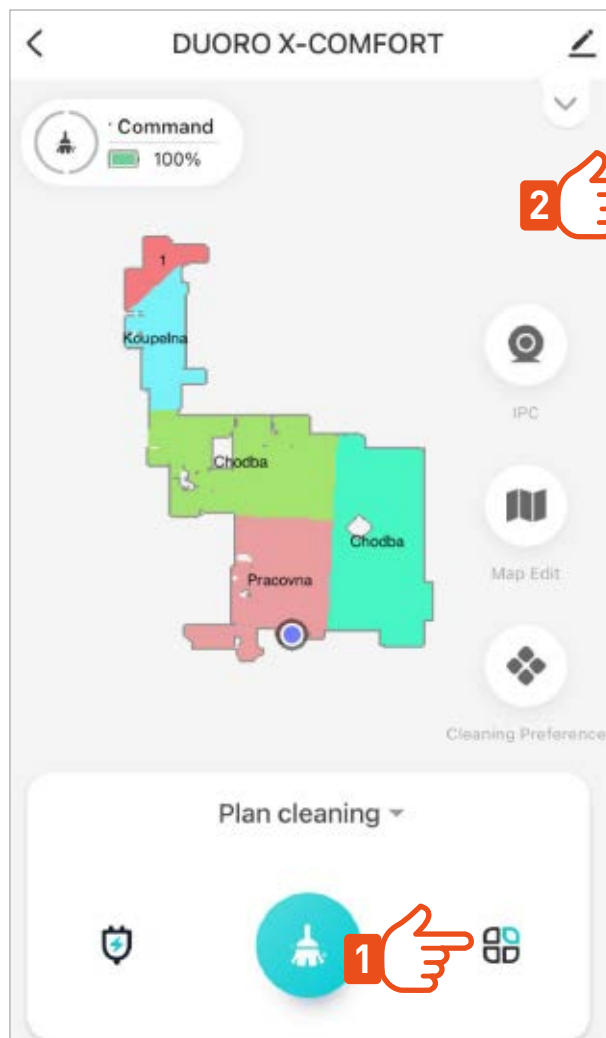 DUORO X-COMFORT
Command
100%
2
1
Koupelna
IPC
Chodba
Chodba
Map Edit
Pracovna
Cleaning Preference
Plan cleaning
1